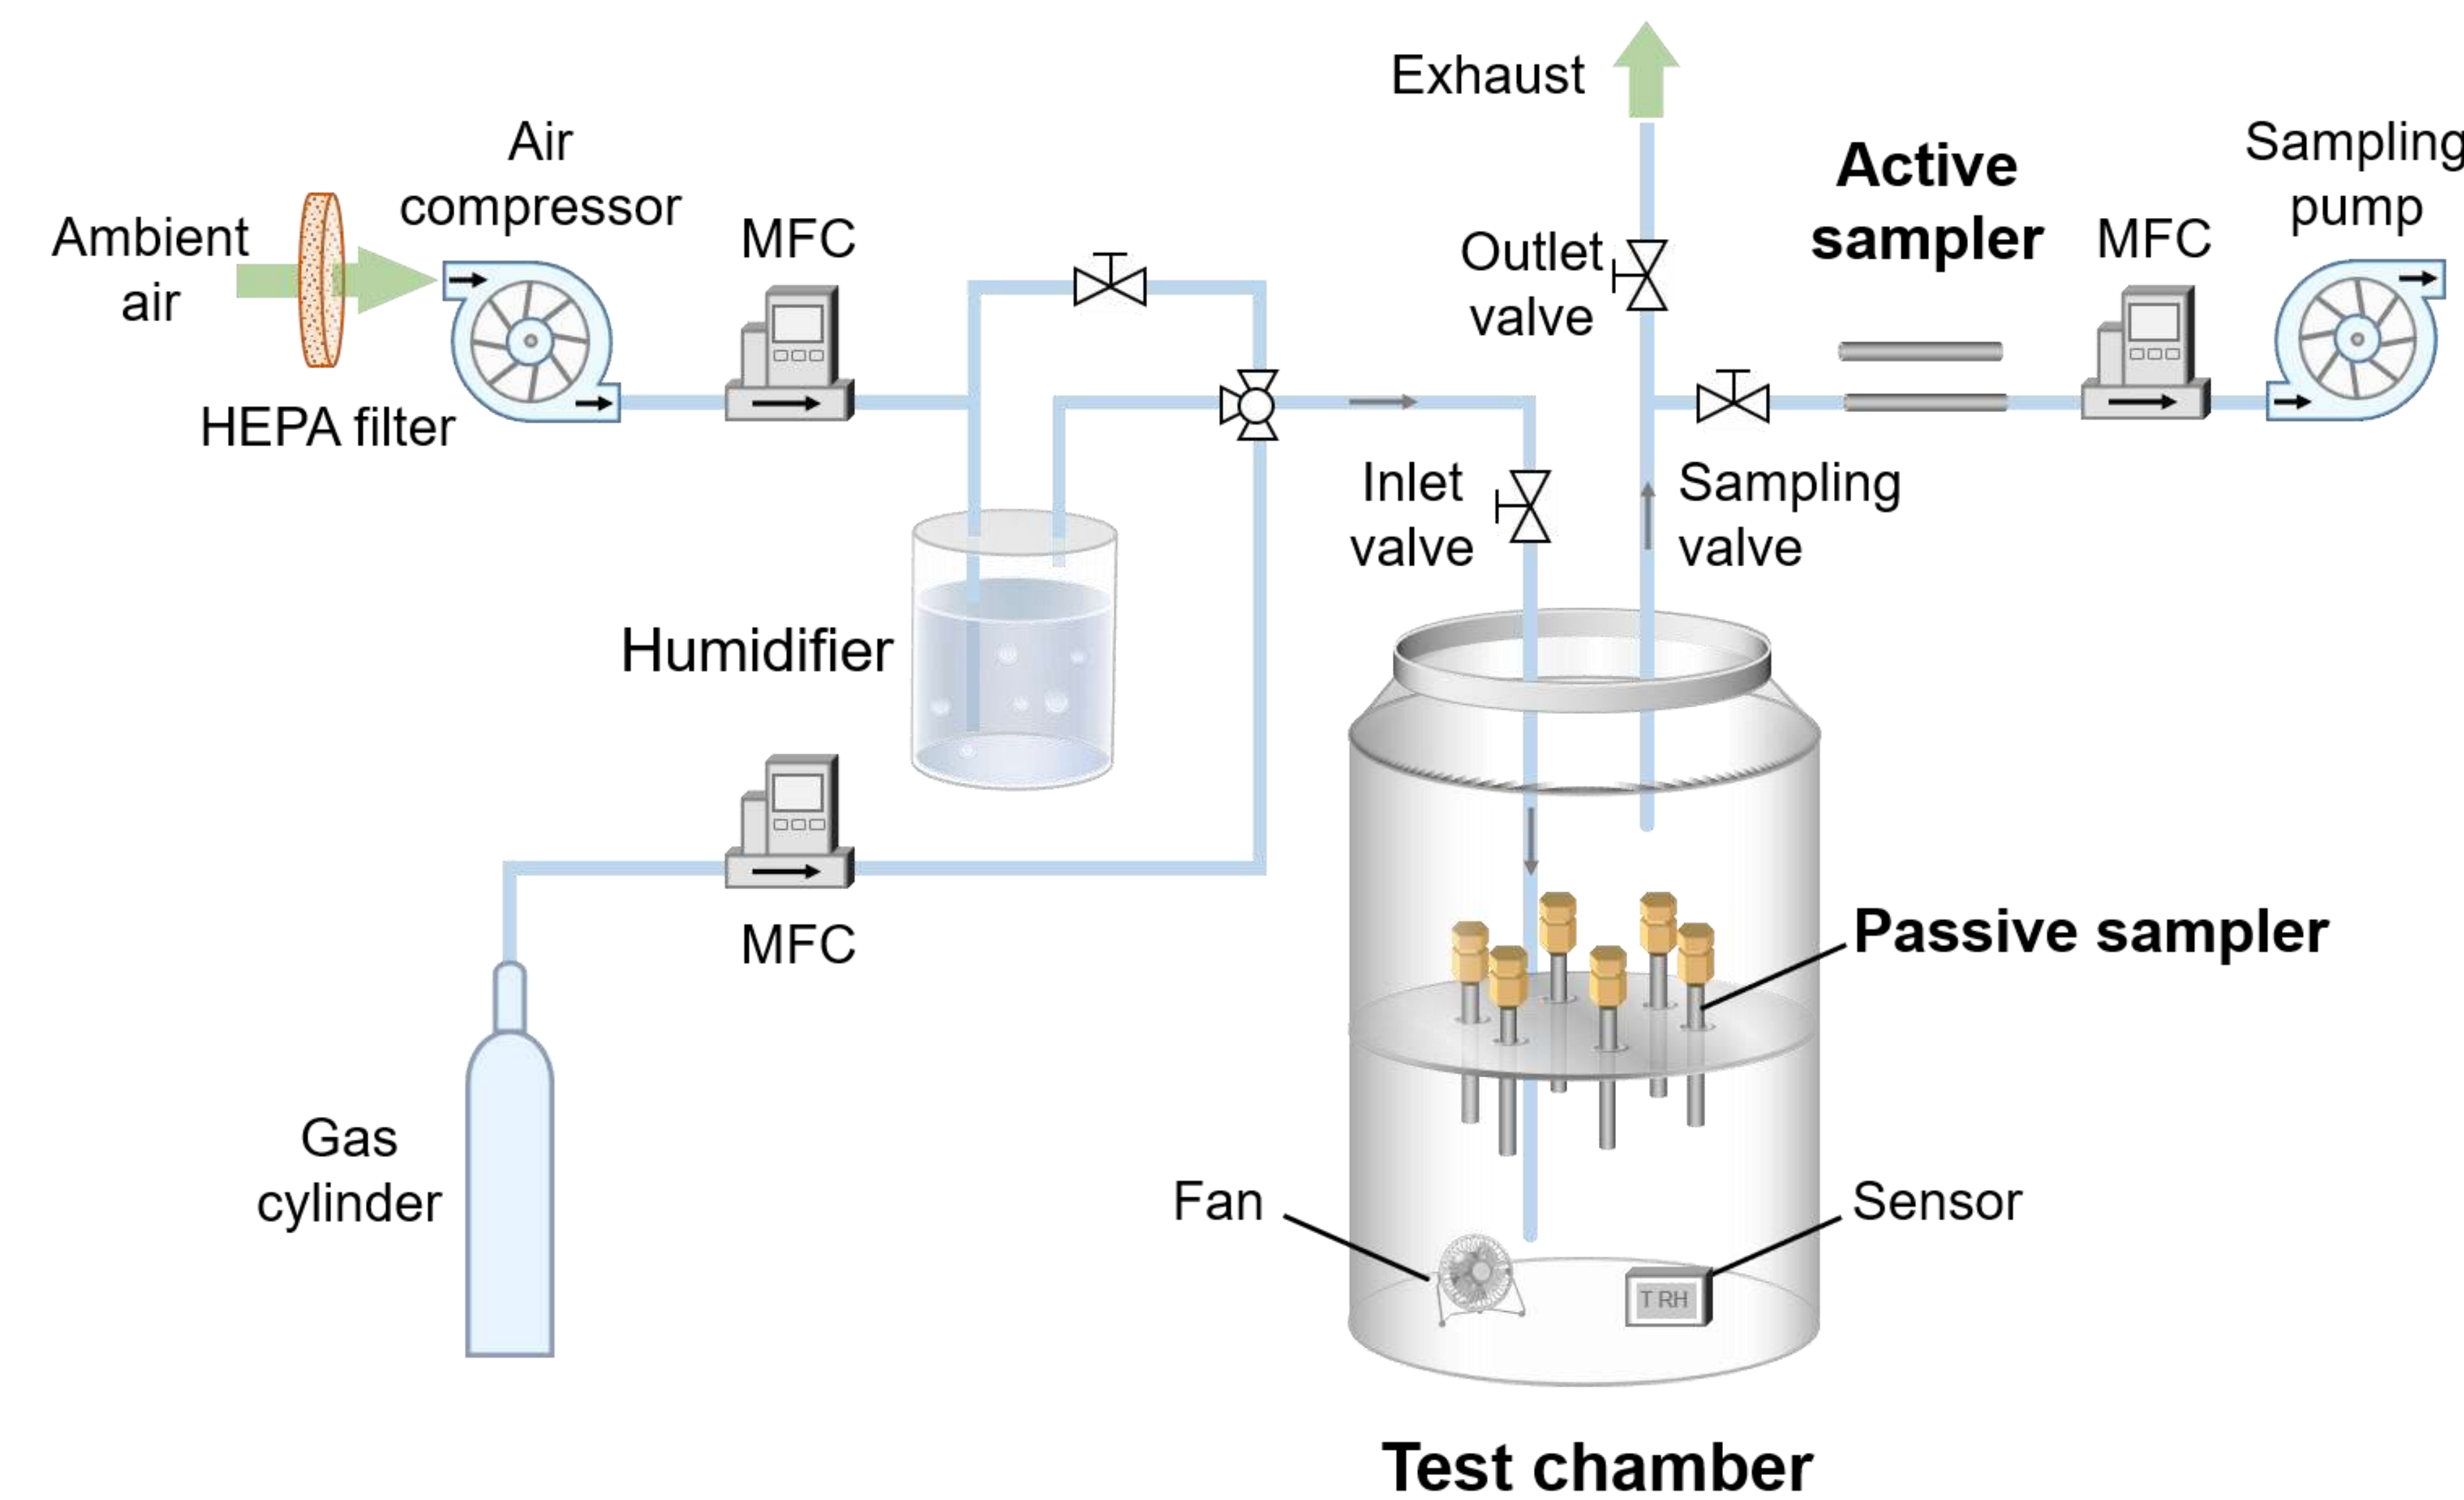 Exhaust
Air
compressor
Ambient
air
HEPA filter
MFC
Outlet
valve
Active
sampler
MFC
Sampling
pump
Inlet
valve
Sampling
valve
Humidifier
MFC
Gas
cylinder
Passive sampler
Fan
Sensor
T RH
Test chamber